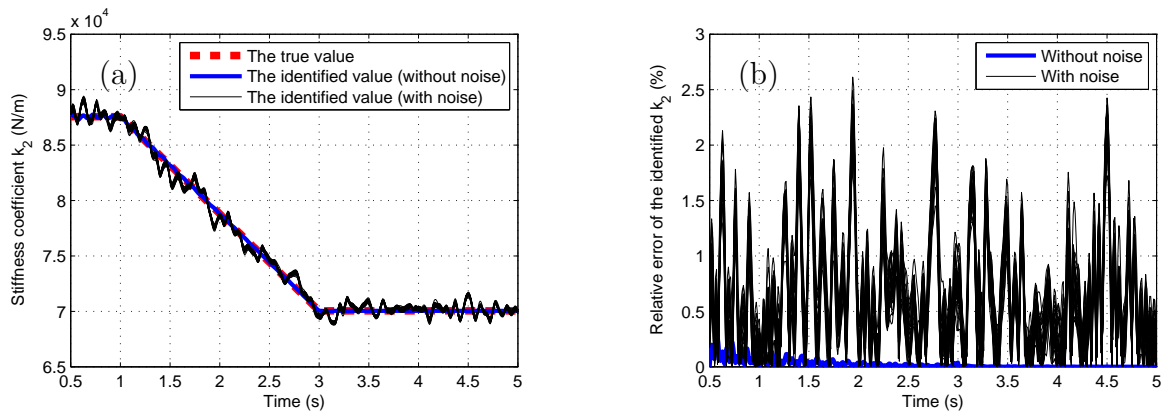 x 10⁴
9.5
9
8.5
8
7.5
7
6.5
0.5 1 1.5 2 2.5 3 3.5 4 4.5 5
Time (s)
Stiffness coefficient k₂ (N/m)
(a)
The true value
The identified value (without noise)
The identified value (with noise)
3
2.5
2
1.5
1
0.5
0
0.5 1 1.5 2 2.5 3 3.5 4 4.5 5
Time (s)
Relative error of the identified k₂ (%)
(b)
Without noise
With noise